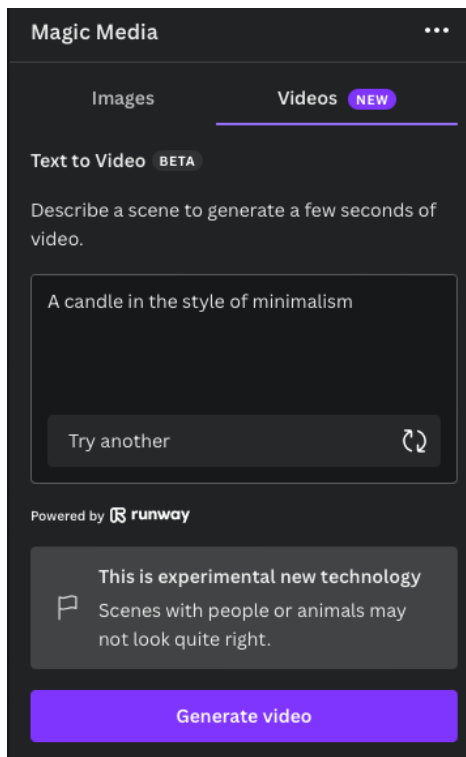 Magic Media
Images
Videos NEW
Text to Video BETA
Describe a scene to generate a few seconds of
video.
A candle in the style of minimalism
Try another
Powered by runway
This is experimental new technology
Scenes with people or animals may
not look quite right.
Generate video